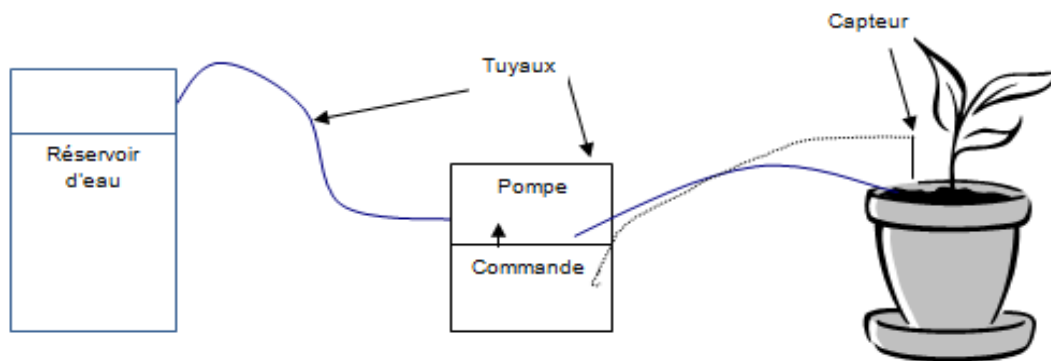 Capteur
Tuyaux
Réservoir
d'eau
Pompe
Commande